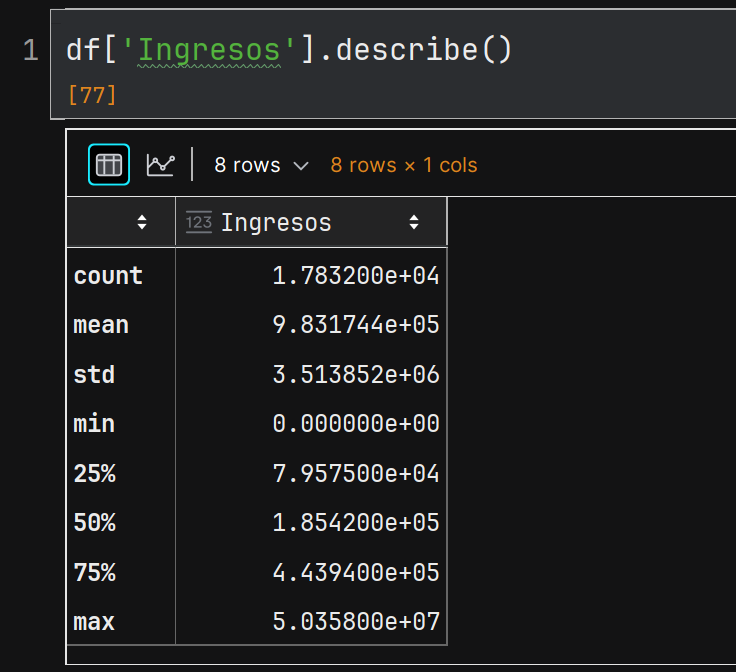 1 df['Ingresos'].describe()
[77]
8 rows 8 rows × 1 cols
123 Ingresos
count 1.783200e+04
mean 9.831744e+05
std 3.513852e+06
min 0.000000e+00
25% 7.957500e+04
50% 1.854200e+05
75% 4.439400e+05
max 5.035800e+07